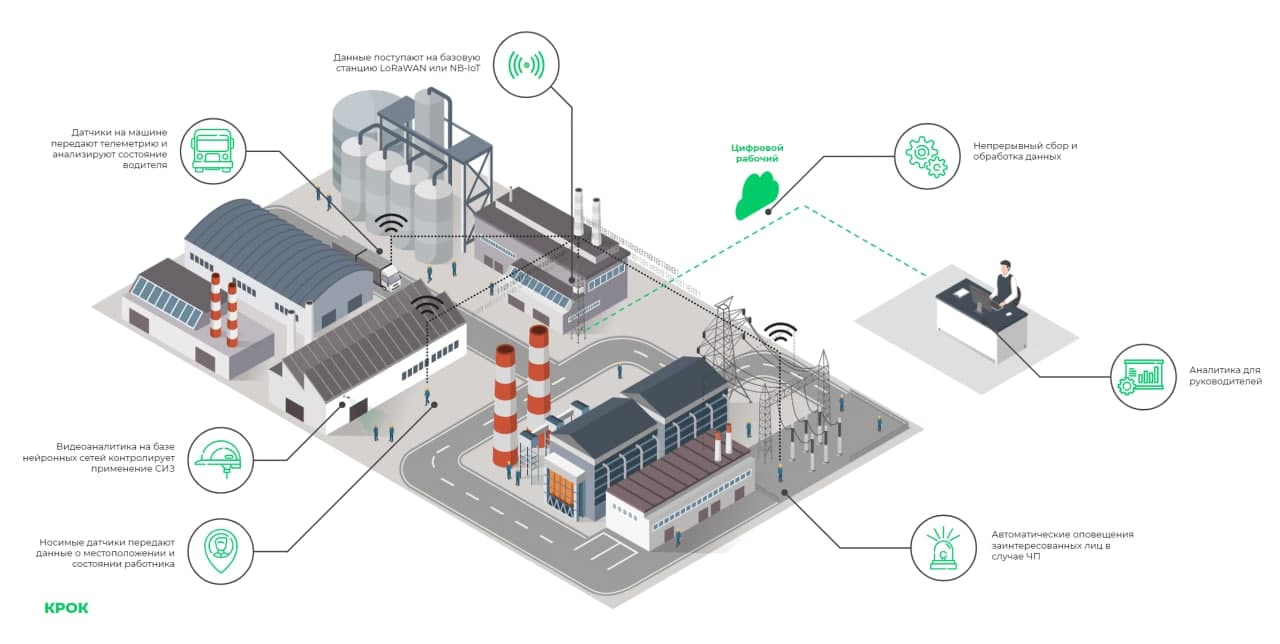 Данные поступают на базовую
станцию LoRaWAN или NB-IoT
Датчики на машине
передают телеметрию и
анализируют состояние
водителя
Цифровой
рабочий
Непрерывный сбор и
обработка данных
Аналитика для
руководителей
Видеоаналитика на базе
нейронных сетей контролирует
применение СИЗ
Носимые датчики передают
данные о местоположении и
состоянии работника
Автоматические оповещения
заинтересованных лиц в
случае ЧП
КРОК